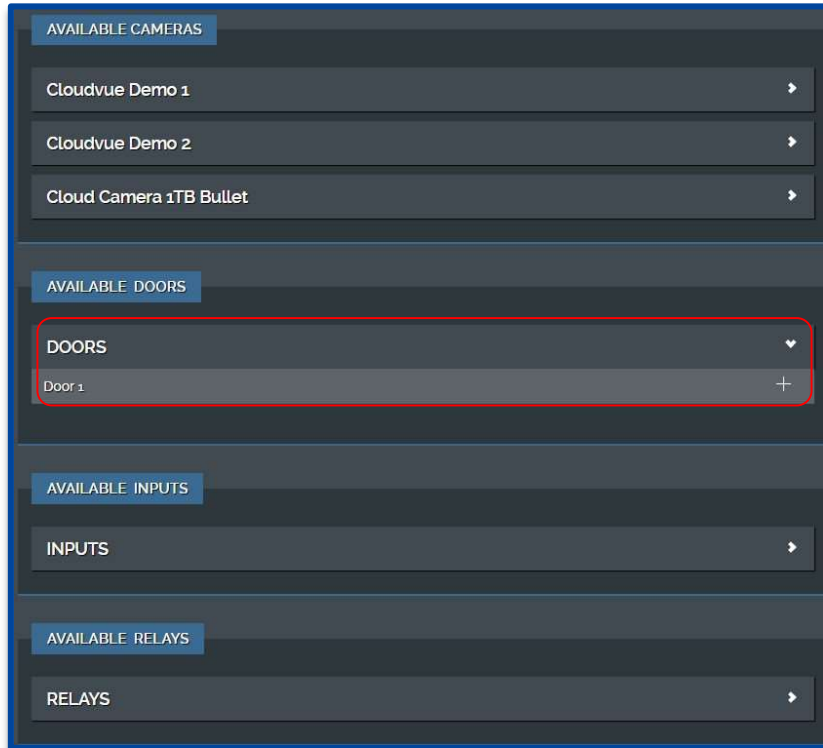 AVAILABLE CAMERAS
Cloudvue Demo 1
Cloudvue Demo 2
Cloud Camera 1TB Bullet
AVAILABLE DOORS
DOORS
Door 1
AVAILABLE INPUTS
INPUTS
AVAILABLE RELAYS
RELAYS